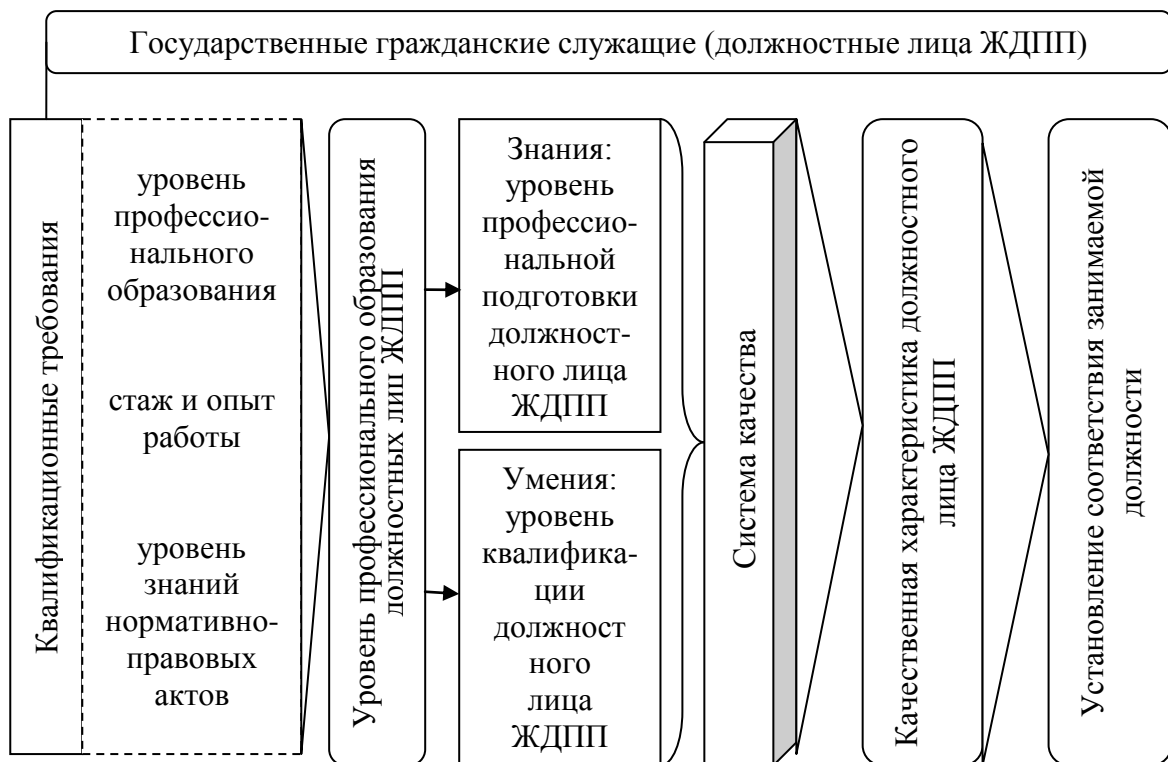 Государственные гражданские служащие (должностные лица ЖДПП)
Квалификационные требования
уровень
профессио-
нального
образования
стаж и опыт
работы
уровень
знаний
нормативно-
правовых
актов
Уровень профессионального образования
должностных лип ЖДПП
Знания:
уровень
профессио-
нальной
подготовки
должност-
ного лица
ЖДПП
Умения:
уровень
квалифика-
ции
должност
ного
лица
ЖДПП
Система качества
Качественная характеристика должностного
лица ЖДПП
Установление соответствия занимаемой
должности